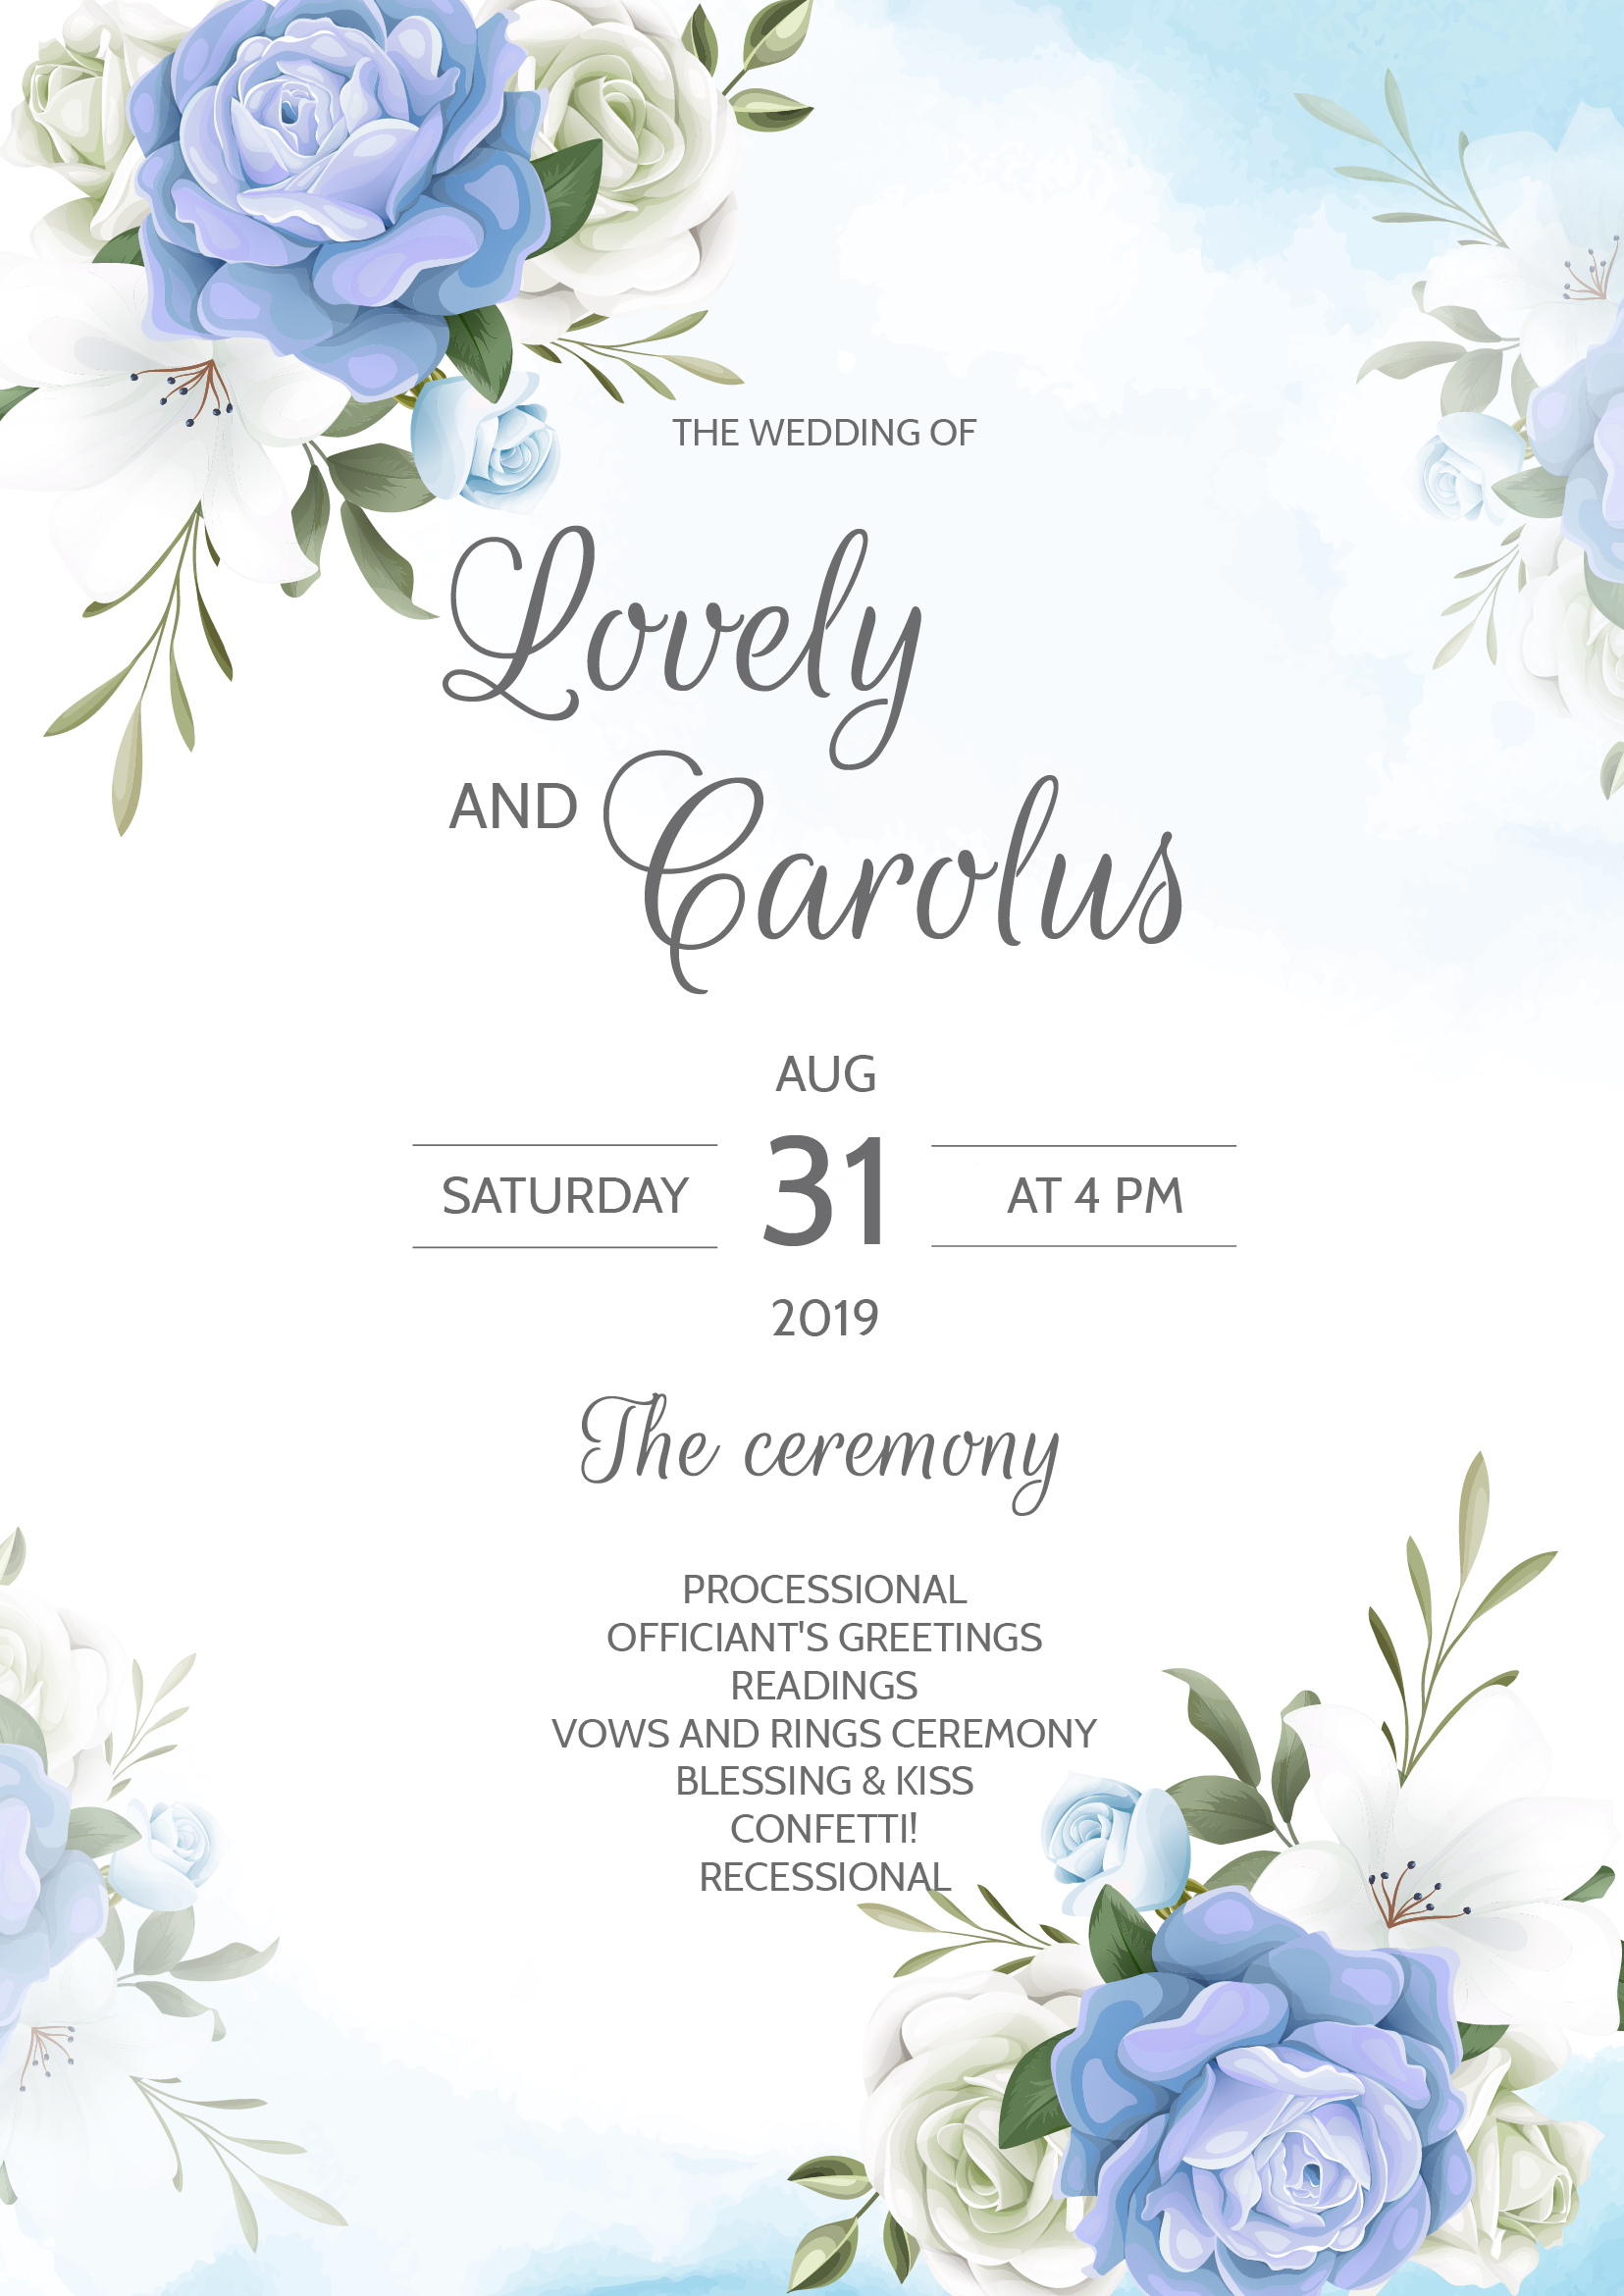 THE WEDDING OF
Lovely
AND Carolus
AUG
SATURDAY 31 AT 4 PM
2019
The ceremony
PROCESSIONAL
OFFICIANT'S GREETINGS
READINGS
VOWS AND RINGS CEREMONY
BLESSING & KISS
CONFETTI!
RECESSIONAL